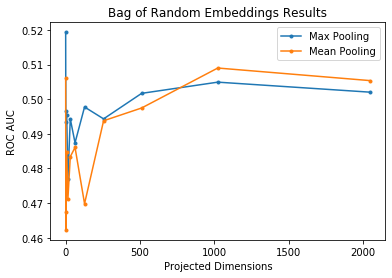 Bag of Random Embeddings Results
Max Pooling
Mean Pooling
ROC AUC
0.52
0.51
0.50
0.49
0.48
0.47
0.46
0
500
1000
1500
2000
Projected Dimensions